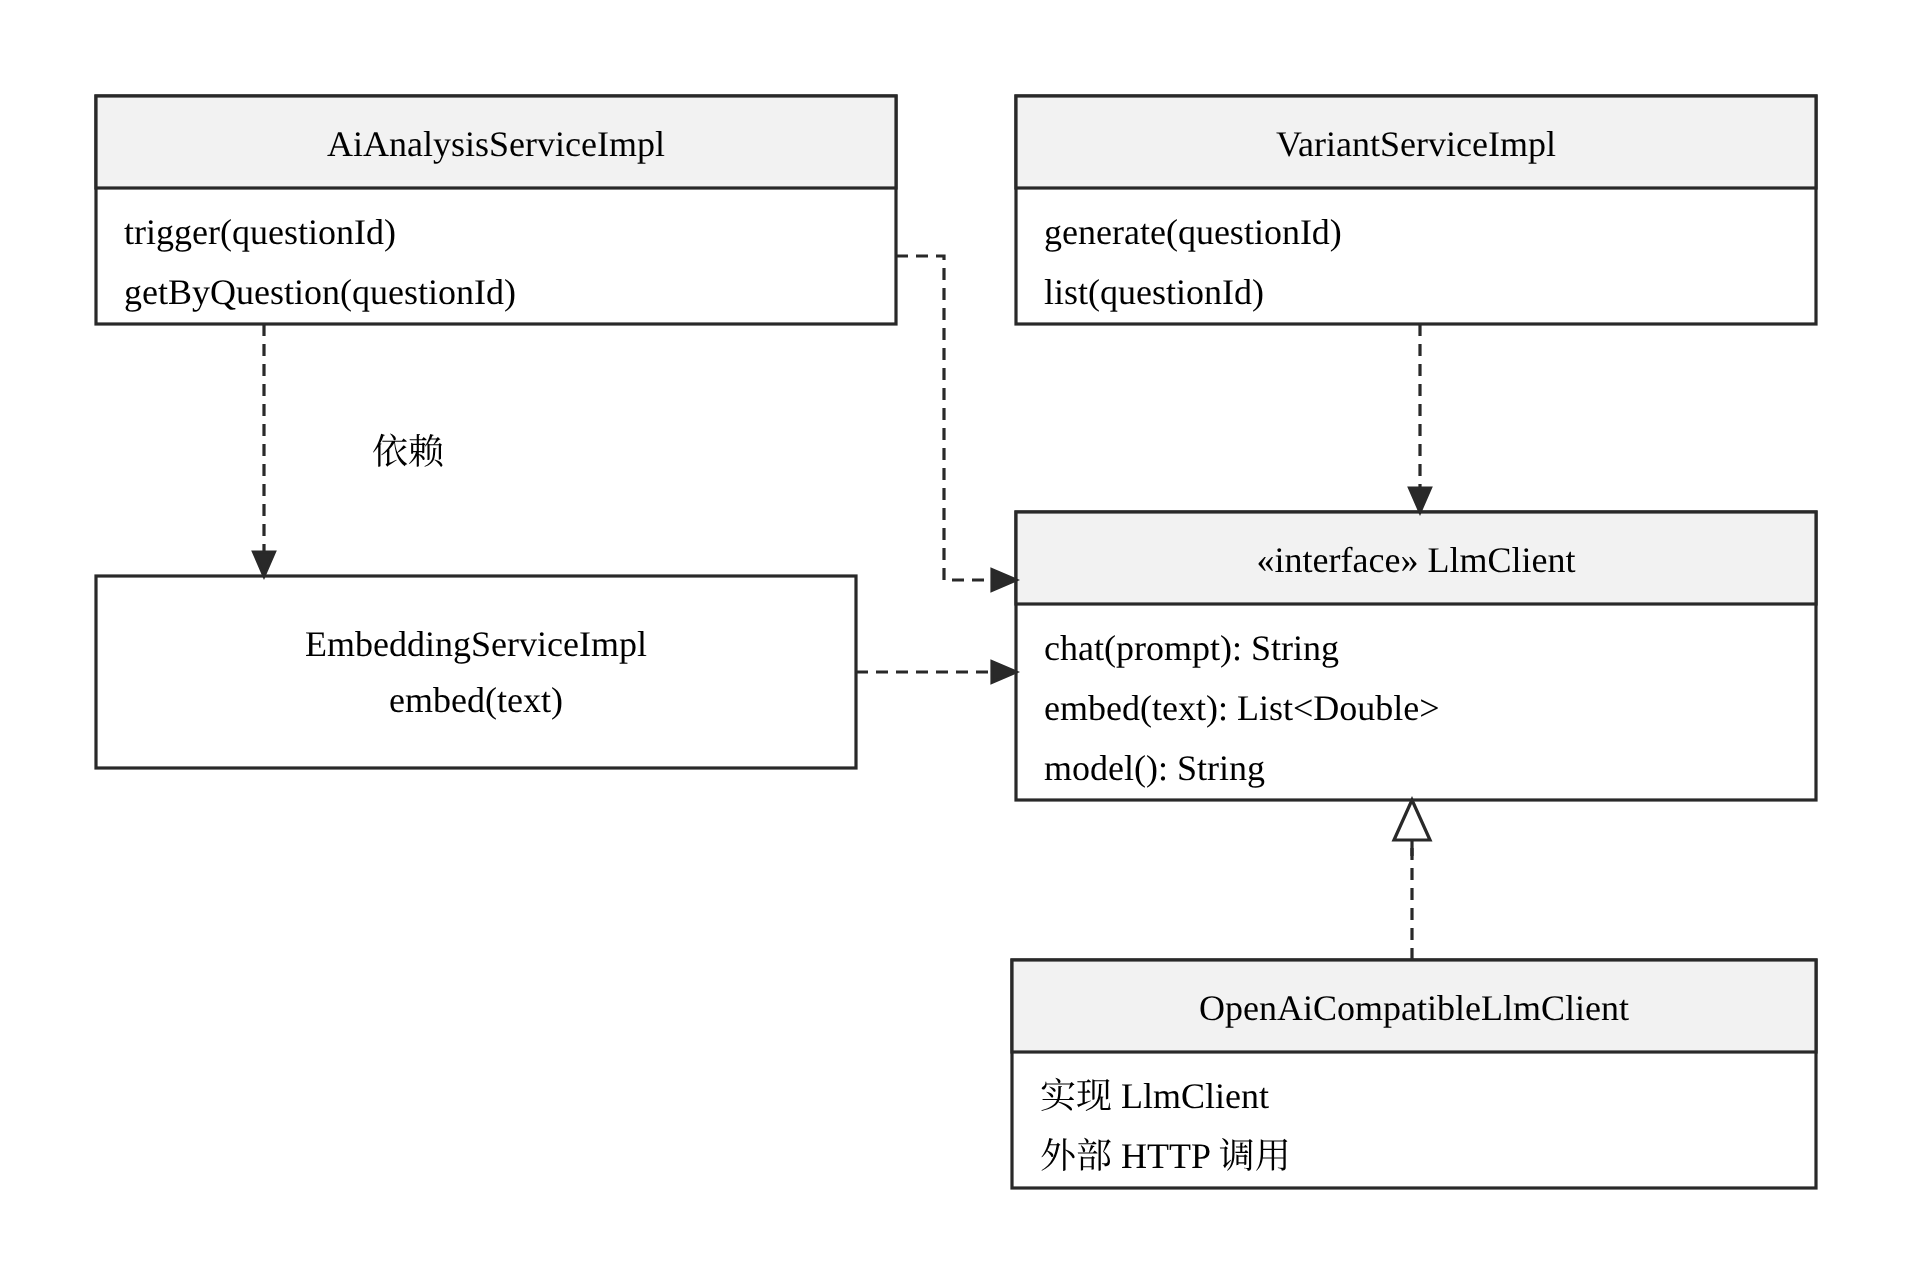 AiAnalysisServiceImpl
trigger(questionId)
getByQuestion(questionId)
VariantServiceImpl
generate(questionId)
list(questionId)
依赖
EmbeddingServiceImpl
embed(text)
«interface» LlmClient
chat(prompt): String
embed(text): List<Double>
model(): String
OpenAiCompatibleLlmClient
实现 LlmClient
外部 HTTP 调用